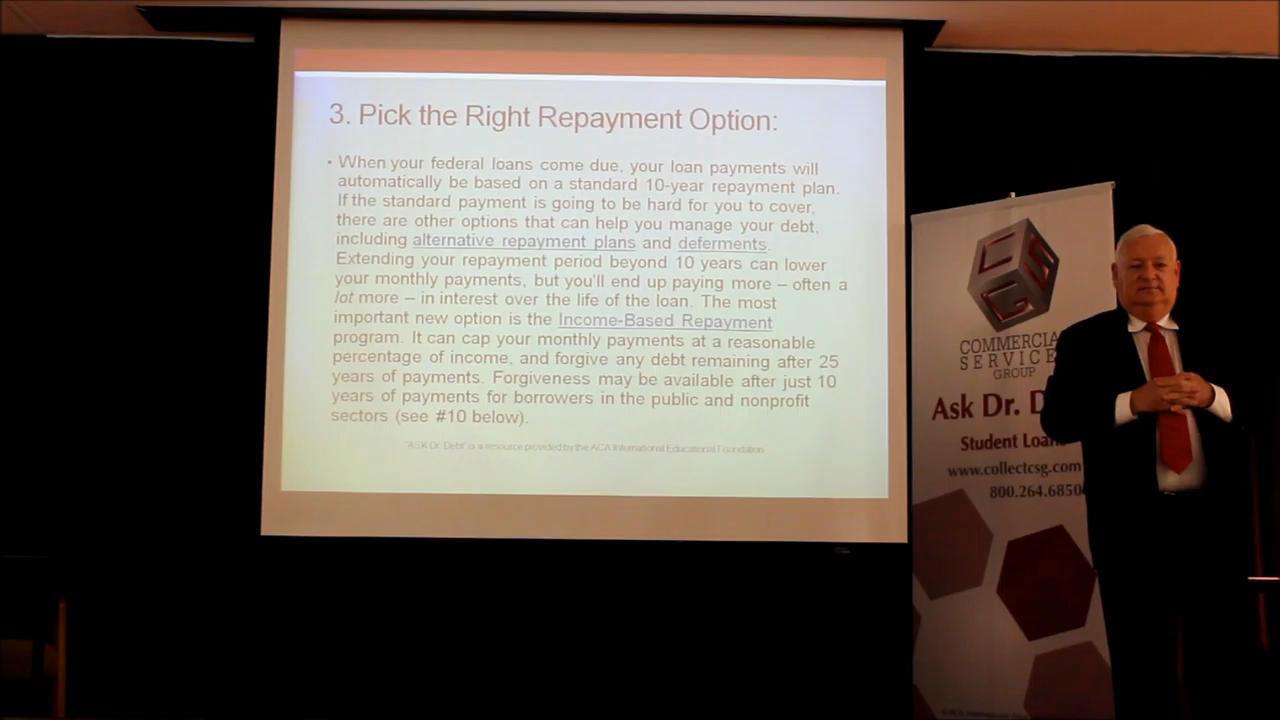 3. Pick the Right Repayment Option:
• When your federal loans come due, your loan payments will
automatically be based on a standard 10-year repayment plan.
If the standard payment is going to be hard for you to cover,
there are other options that can help you manage your debt,
including alternative repayment plans and deferments.
Extending your repayment period beyond 10 years can lower
your monthly payments, but you'll end up paying more – often a
lot more – in interest over the life of the loan. The most
important new option is the Income-Based Repayment
program. It can cap your monthly payments at a reasonable
percentage of income, and forgive any debt remaining after 25
years of payments. Forgiveness may be available after just 10
years of payments for borrowers in the public and nonprofit
sectors (see #10 below).
"ASK Dr. Debt" is a resource provided by the ACA International Educational Foundation
CSG
COMMERCIA
SERVICE
GROUP
Ask Dr. D
Student Loan
www.collectcsg.com
800.264.6850